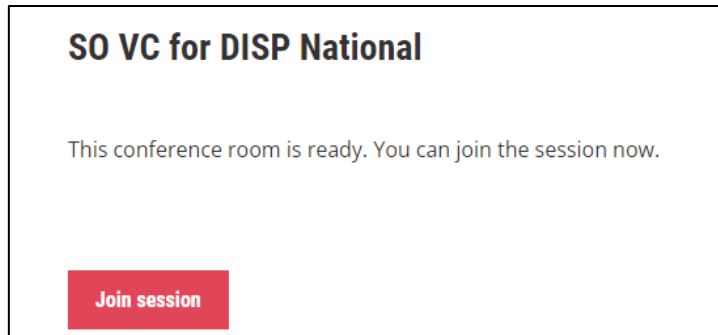 SO VC for DISP National
This conference room is ready. You can join the session now.
Join session